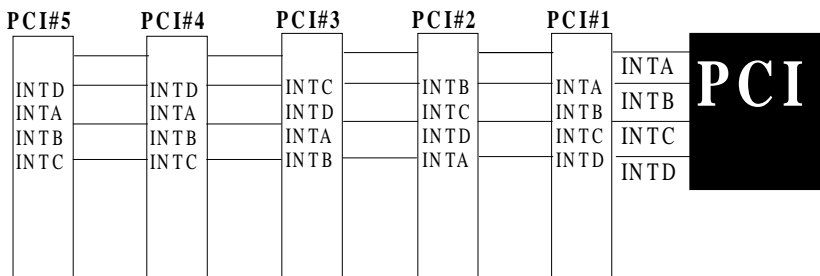 PCI#5 PCI#4 PCI#3 PCI#2 PCI#1
INTD
INTA
INTB
INTC
INTD
INTA
INTB
INTC
INTC
INTD
INTA
INTB
INTB
INTC
INTD
INTA
INTA
INTB
INTC
INTD
INTA
INTB
INTC
INTD
PCI